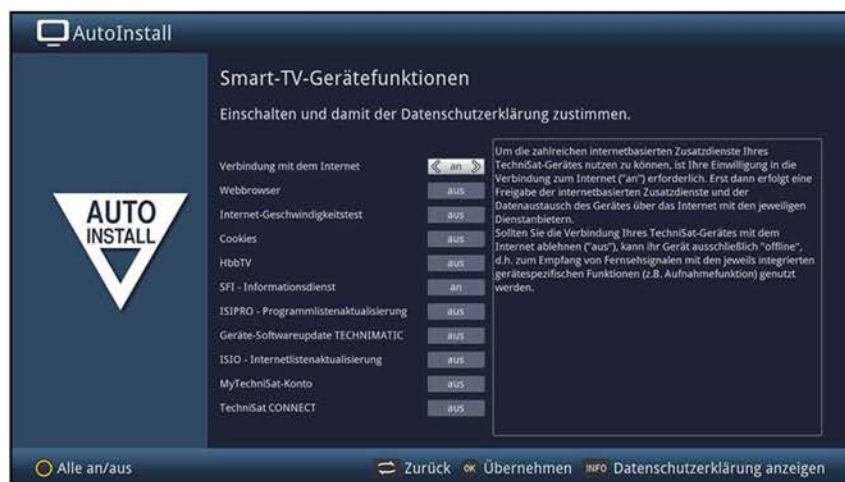 AutoInstall
Smart-TV-Gerätefunktionen
Einschalten und damit der Datenschutzerklärung zustimmen.
AUTO
INSTALL
Verbindung mit dem Internet an
Webbrowser aus
Internet-Geschwindigkeitstest aus
Cookies aus
HbbTV aus
SFI - Informationsdienst an
ISIPRO - Programmlistenaktualisierung aus
Geräte-Softwareupdate TECHNIMATIC aus
ISIO - Internetlistenaktualisierung aus
MyTechniSat-Konto aus
TechniSat CONNECT aus
Um die zahlreichen internetbasierten Zusatzdienste Ihres
TechniSat-Gerätes nutzen zu können, ist Ihre Einwilligung in die
Verbindung zum Internet ("an") erforderlich. Erst dann erfolgt eine
Freigabe der internetbasierten Zusatzdienste und der
Datenaustausch des Gerätes über das Internet mit den jeweiligen
Dienstanbietern.
Sollten Sie die Verbindung Ihres TechniSat-Gerätes mit dem
Internet ablehnen ("aus"), kann ihr Gerät ausschließlich "offline",
d.h. zum Empfang von Fernsehsignalen mit den jeweils integrierten
gerätespezifischen Funktionen (z.B. Aufnahmefunktion) genutzt
werden.
Alle an/aus
Zurück OK Übernehmen INFO Datenschutzerklärung anzeigen